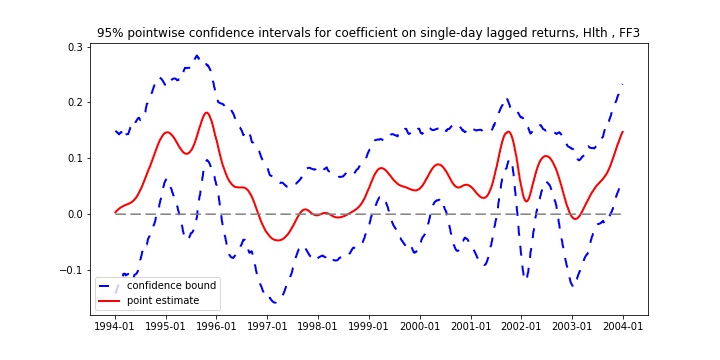 95% pointwise confidence intervals for coefficient on single-day lagged returns, Hlth , FF3
0.3
0.2
0.1
0.0
−0.1
confidence bound
point estimate
1994-01 1995-01 1996-01 1997-01 1998-01 1999-01 2000-01 2001-01 2002-01 2003-01 2004-01